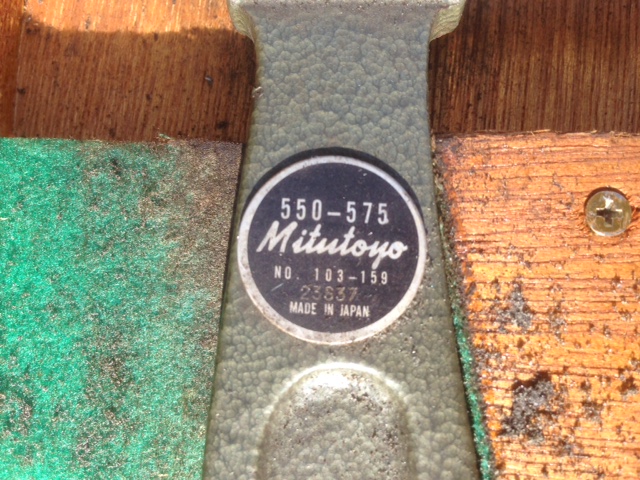 550-575
Mitutoyo
NO. 103-159
23837
MADE IN JAPAN